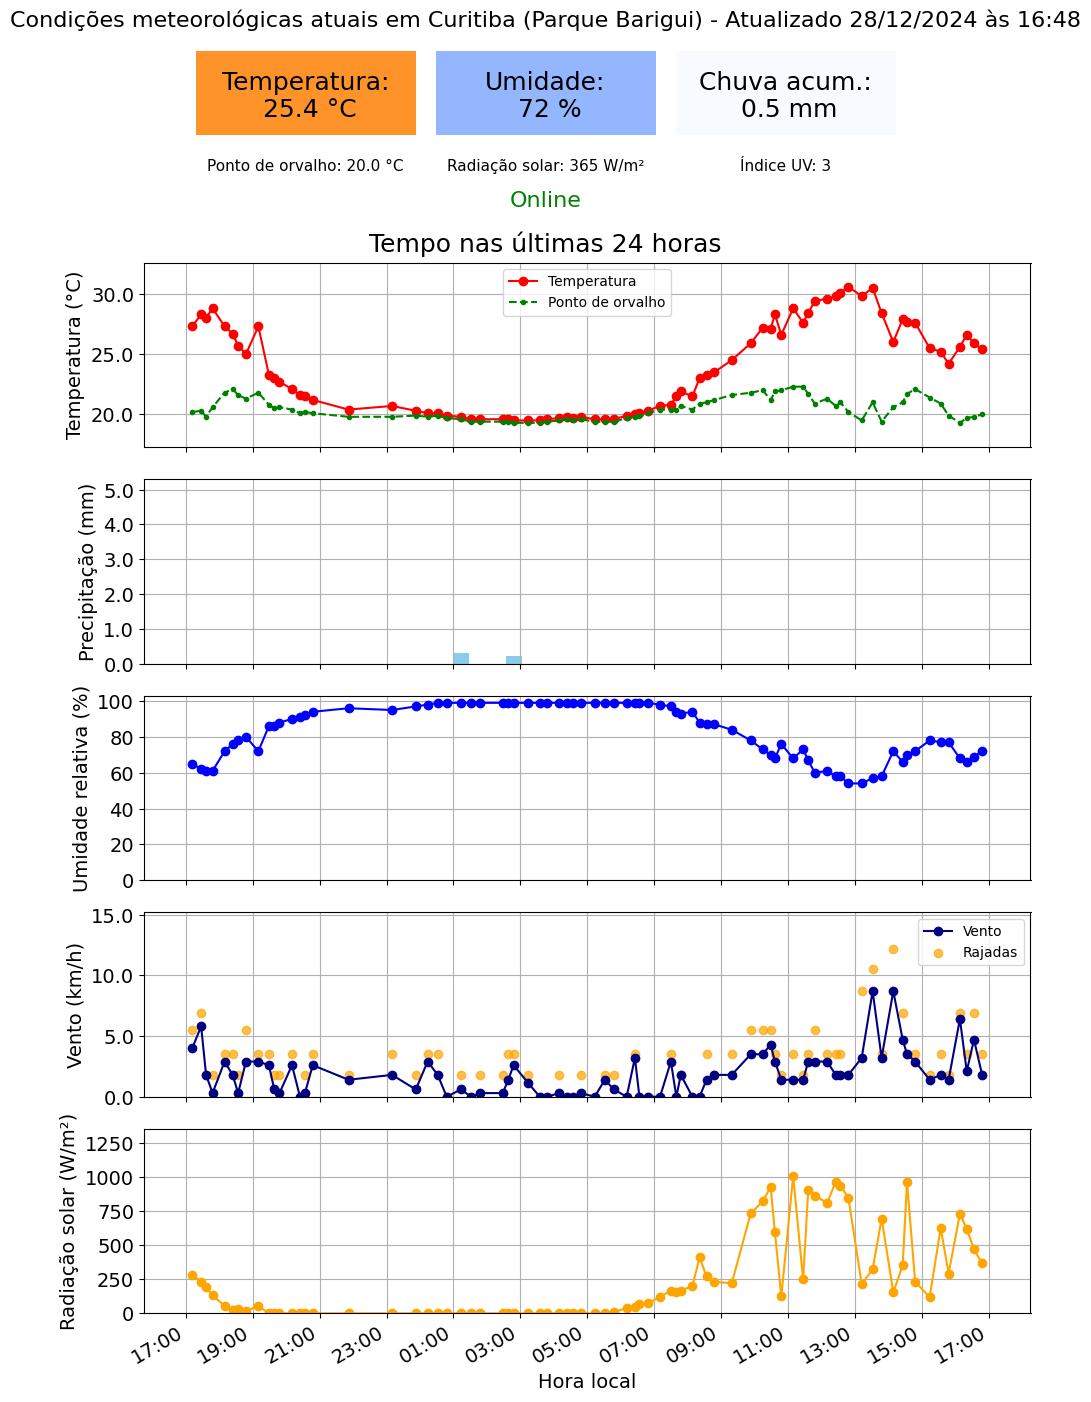 Condições meteorológicas atuais em Curitiba (Parque Barigui) - Atualizado 28/12/2024 às 16:48
Temperatura:
25.4 °C
Umidade:
72 %
Chuva acum.:
0.5 mm
Ponto de orvalho: 20.0 °C
Radiação solar: 365 W/m²
Índice UV: 3
Online
Tempo nas últimas 24 horas
Temperatura (°C)
30.0
25.0
20.0
Temperatura
Ponto de orvalho
Precipitação (mm)
5.0
4.0
3.0
2.0
1.0
0.0
Umidade relativa (%)
100
80
60
40
20
0
Vento (km/h)
15.0
10.0
5.0
0.0
Vento
Rajadas
Radiação solar (W/m²)
1250
1000
750
500
250
0
17:00
19:00
21:00
23:00
01:00
03:00
05:00
07:00
09:00
11:00
13:00
15:00
17:00
Hora local